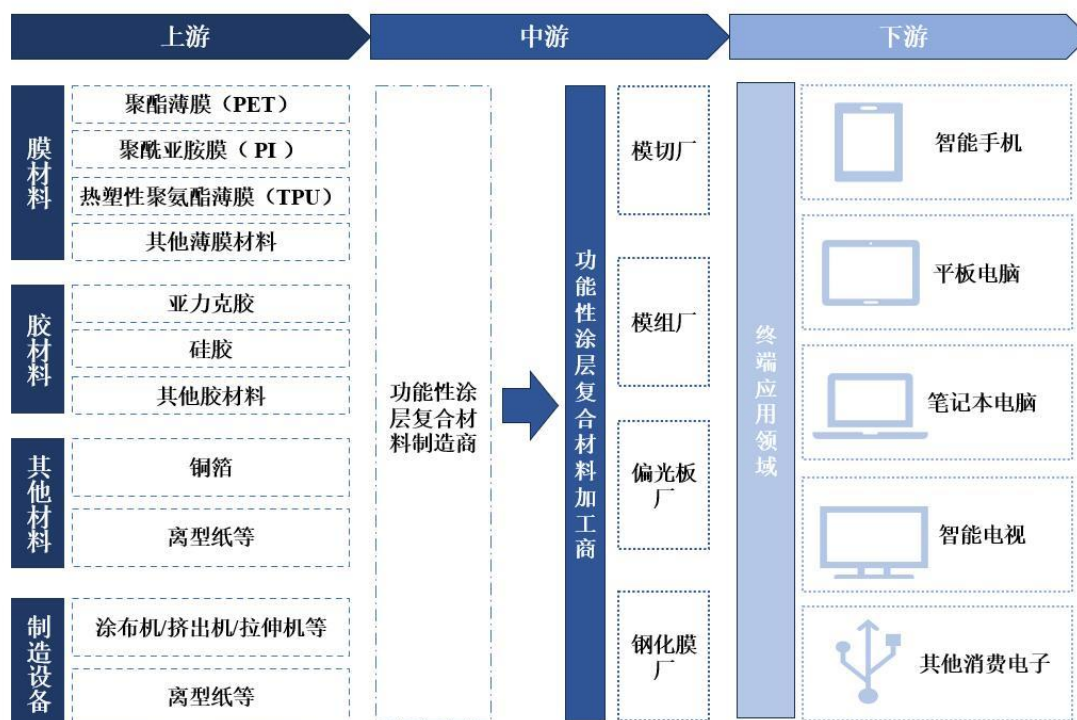 上游
中游
下游
膜材料
聚酯薄膜（PET）
聚酰亚胺膜（ PI ）
热塑性聚氨酯薄膜（TPU）
其他薄膜材料
胶材料
亚力克胶
硅胶
其他胶材料
其他材料
铜箔
离型纸等
制造设备
涂布机/挤出机/拉伸机等
离型纸等
功能性涂
层复合材
料制造商
功能性涂层复合材料加工商
模切厂
模组厂
偏光板
厂
钢化膜
厂
终端应用领域
智能手机
平板电脑
笔记本电脑
智能电视
其他消费电子